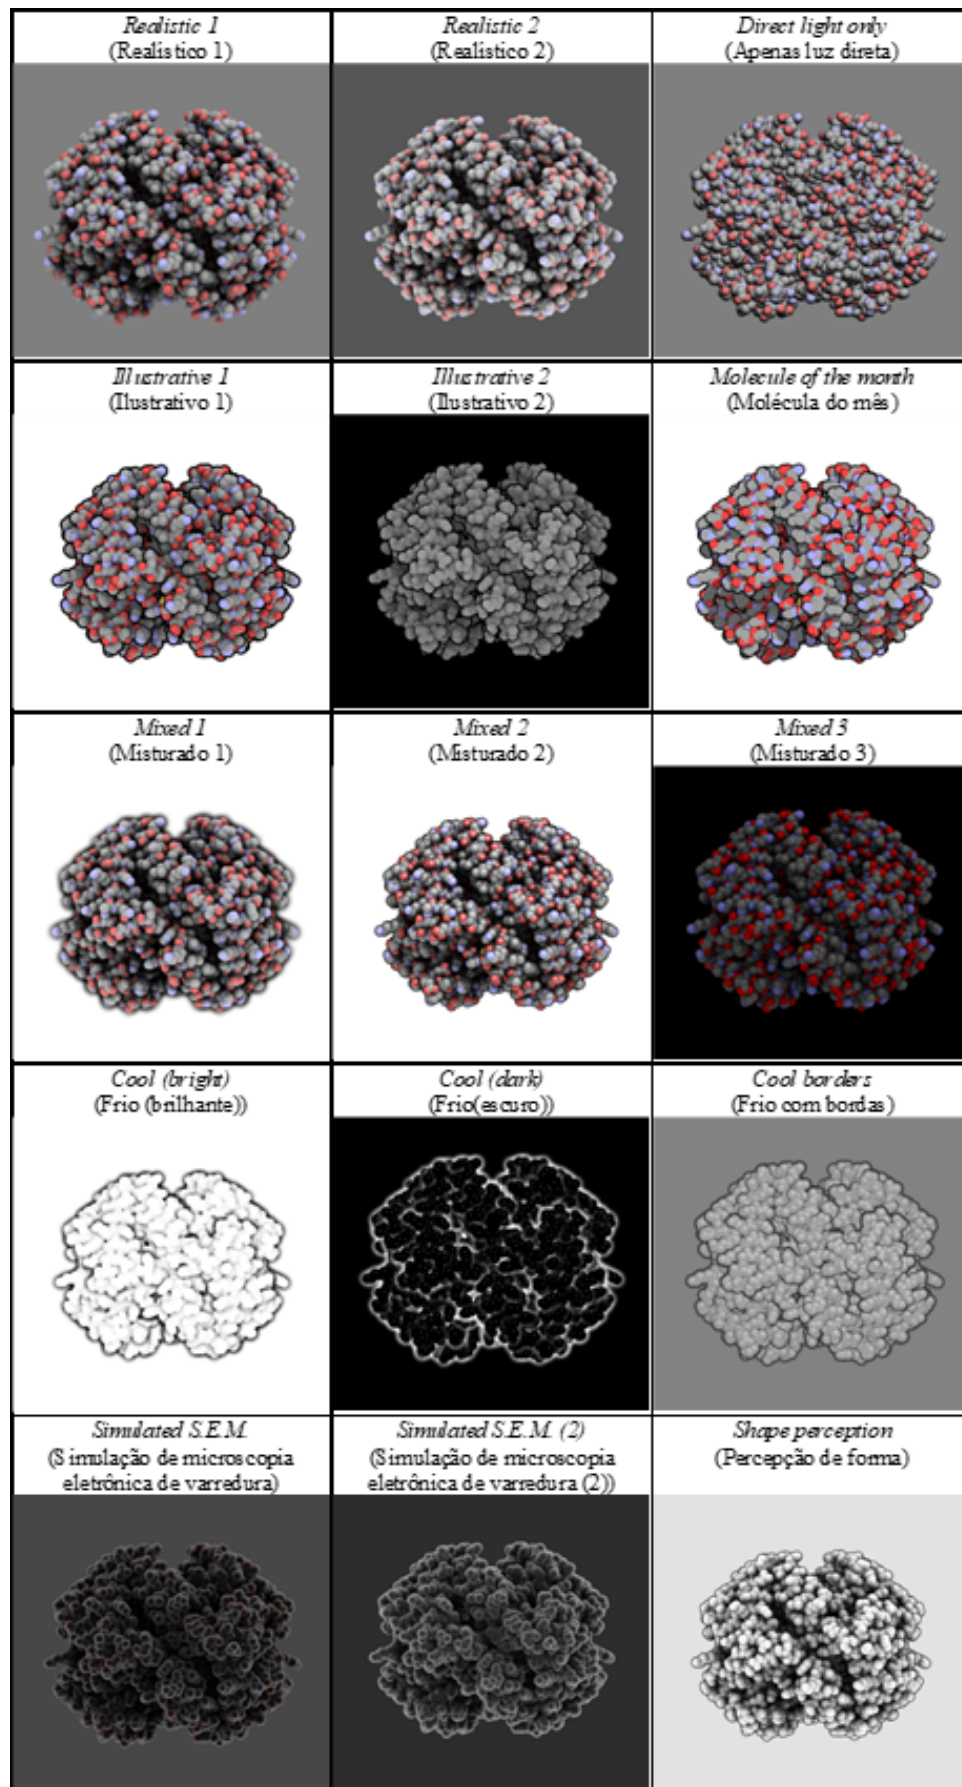 Realistic 1
(Realístico 1)
Realistic 2
(Realístico 2)
Direct light only
(Apenas luz direta)
Illustrative 1
(Ilustrativo 1)
Illustrative 2
(Ilustrativo 2)
Molecule of the month
(Molécula do mês)
Mixed 1
(Misturado 1)
Mixed 2
(Misturado 2)
Mixed 3
(Misturado 3)
Cool (bright)
(Frio (brilhante))
Cool (dark)
(Frio(escuro))
Cool borders
(Frio com bordas)
Simulated S.E.M.
(Simulação de microscopia
eletrônica de varredura)
Simulated S.E.M. (2)
(Simulação de microscopia
eletrônica de varredura (2))
Shape perception
(Percepção de forma)